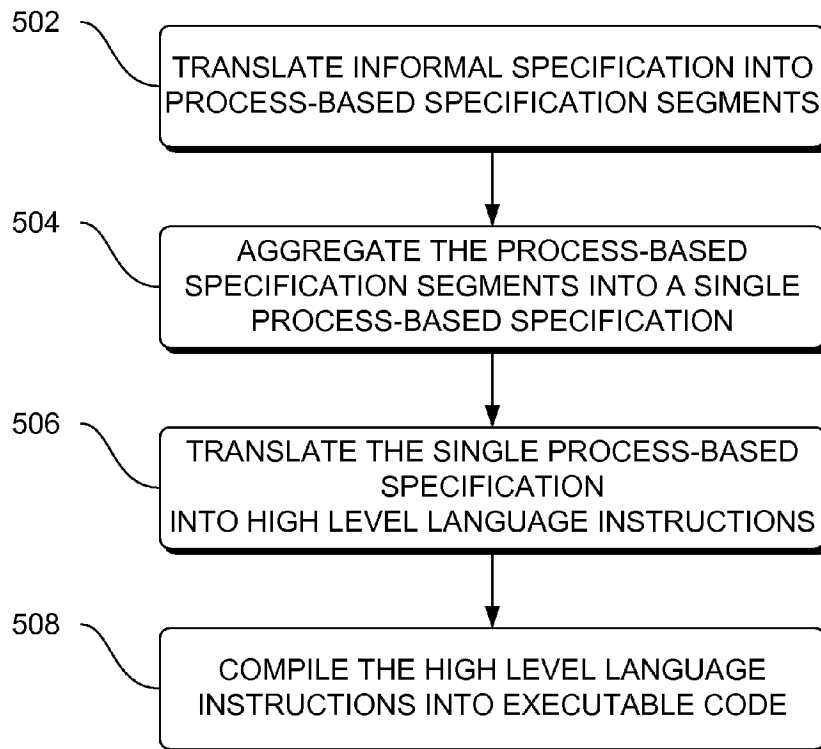 502
TRANSLATE INFORMAL SPECIFICATION INTO
PROCESS-BASED SPECIFICATION SEGMENTS
504
AGGREGATE THE PROCESS-BASED
SPECIFICATION SEGMENTS INTO A SINGLE
PROCESS-BASED SPECIFICATION
506
TRANSLATE THE SINGLE PROCESS-BASED
SPECIFICATION
INTO HIGH LEVEL LANGUAGE INSTRUCTIONS
508
COMPILE THE HIGH LEVEL LANGUAGE
INSTRUCTIONS INTO EXECUTABLE CODE